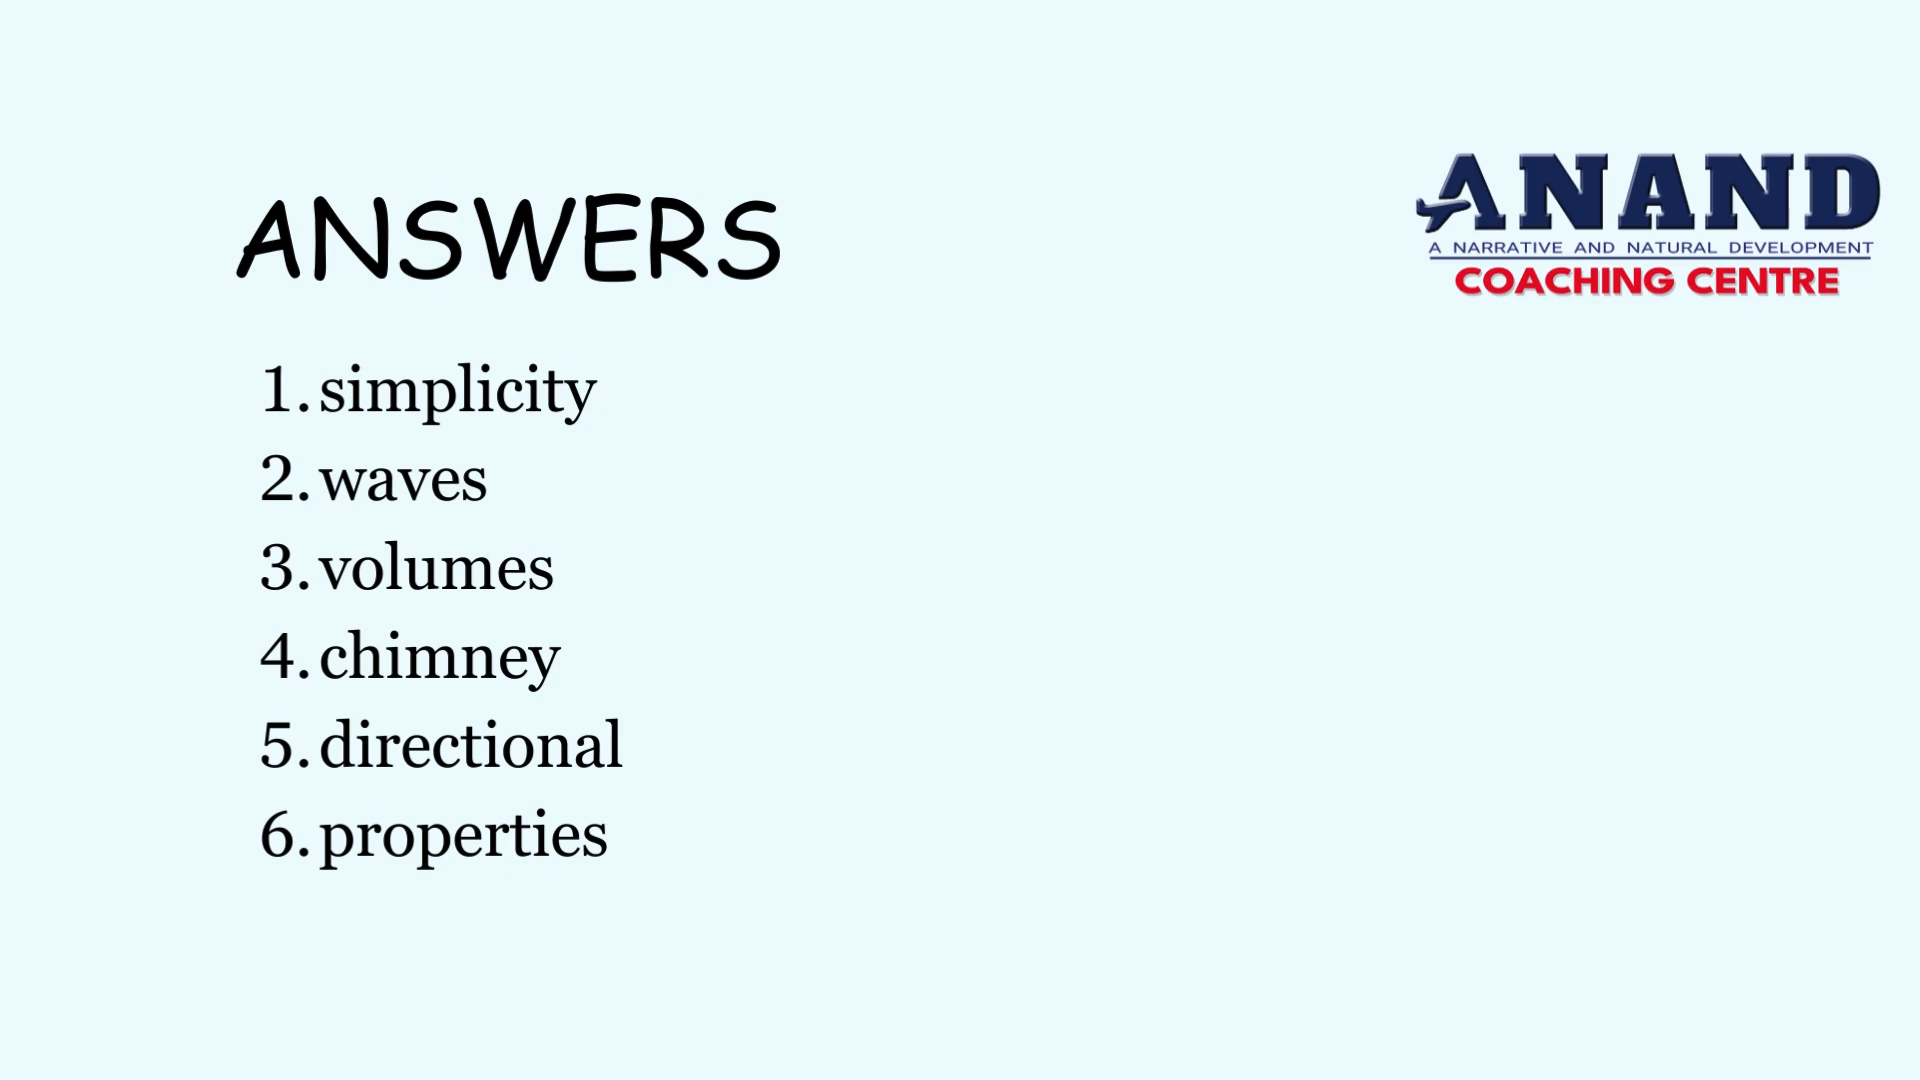 ANSWERS
ANAND
A NARRATIVE AND NATURAL DEVELOPMENT
COACHING CENTRE
1. simplicity
2. waves
3. volumes
4. chimney
5. directional
6. properties